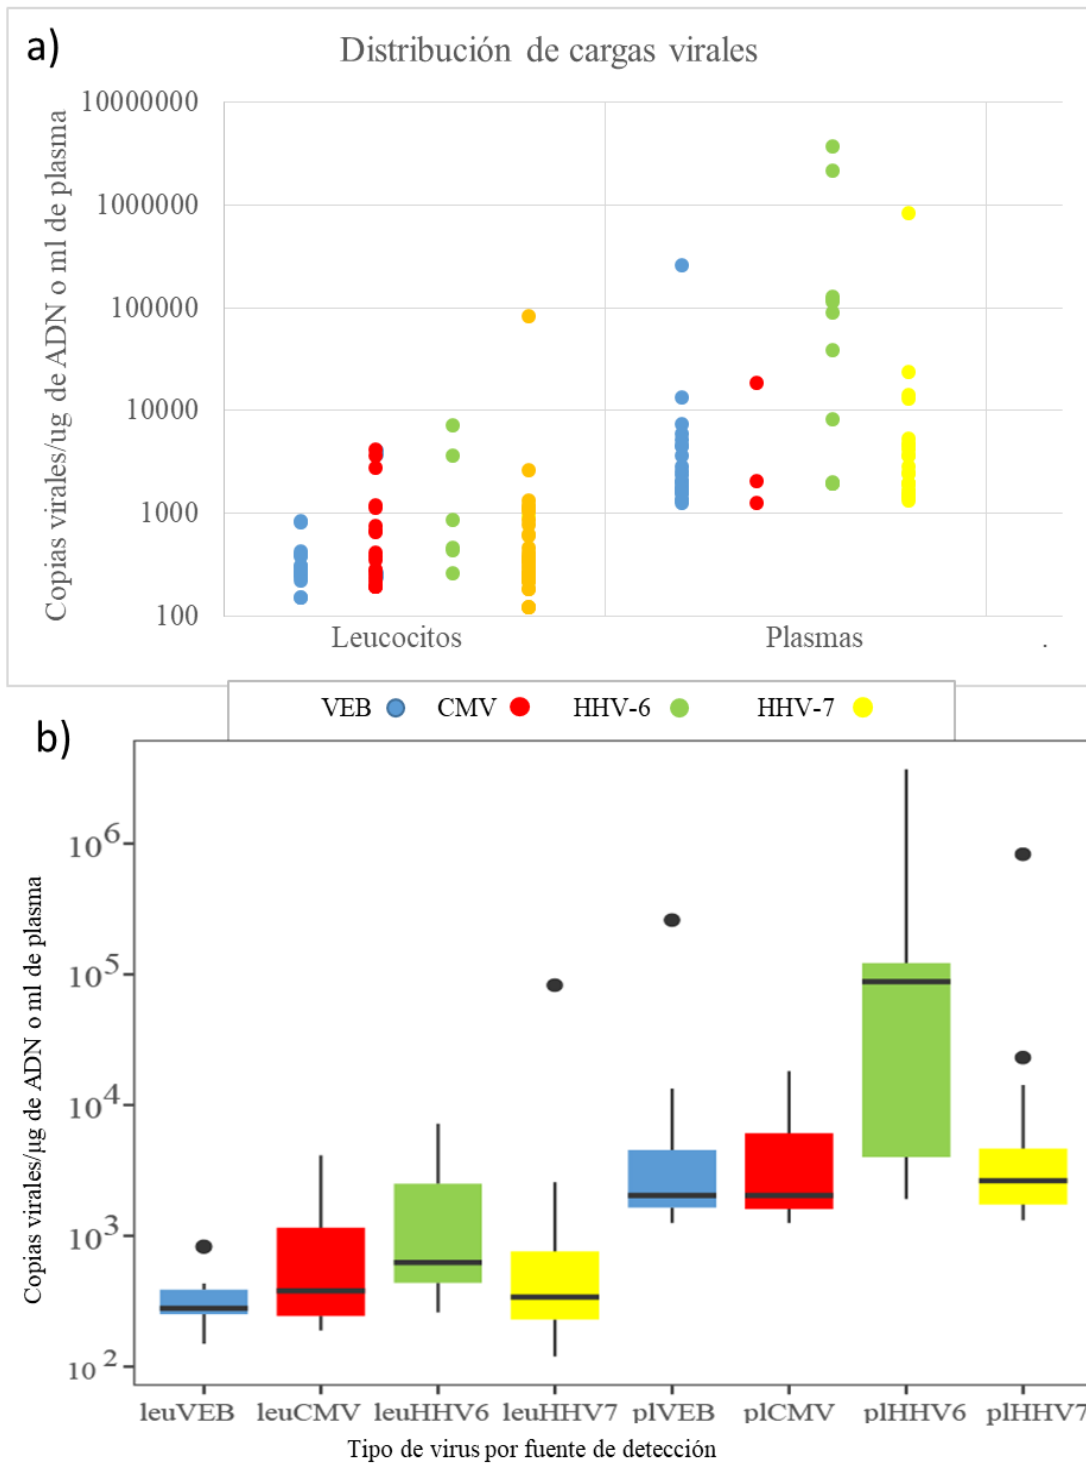 a)
Distribución de cargas virales
Copias virales/ug de ADN o ml de plasma
10000000
1000000
100000
10000
1000
100
Leucocitos Plasmas .
VEB CMV HHV-6 HHV-7
b)
Copias virales/µg de ADN o ml de plasma
10^6
10^5
10^4
10^3
10^2
leuVEB leuCMV leuHHV6 leuHHV7 plVEB plCMV plHHV6 plHHV7
Tipo de virus por fuente de detección